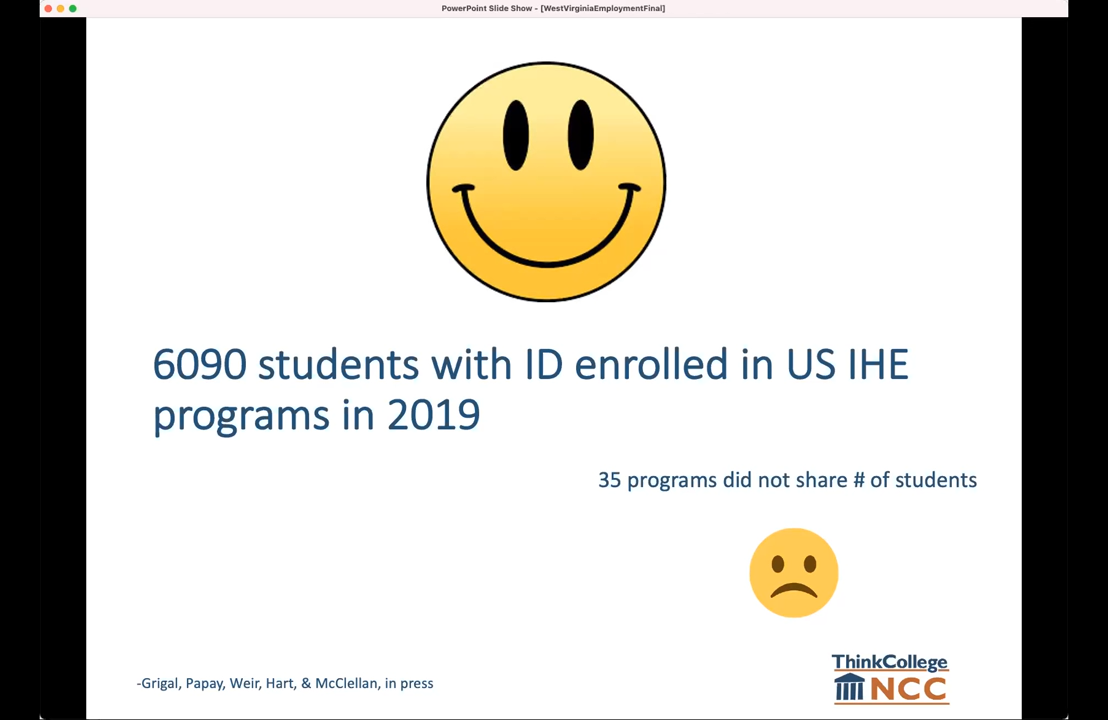 PowerPoint Slide Show - [WestVirginiaEmploymentFinal]
6090 students with ID enrolled in US IHE
programs in 2019
35 programs did not share # of students
-Grigal, Papay, Weir, Hart, & McClellan, in press
ThinkCollege
NCC